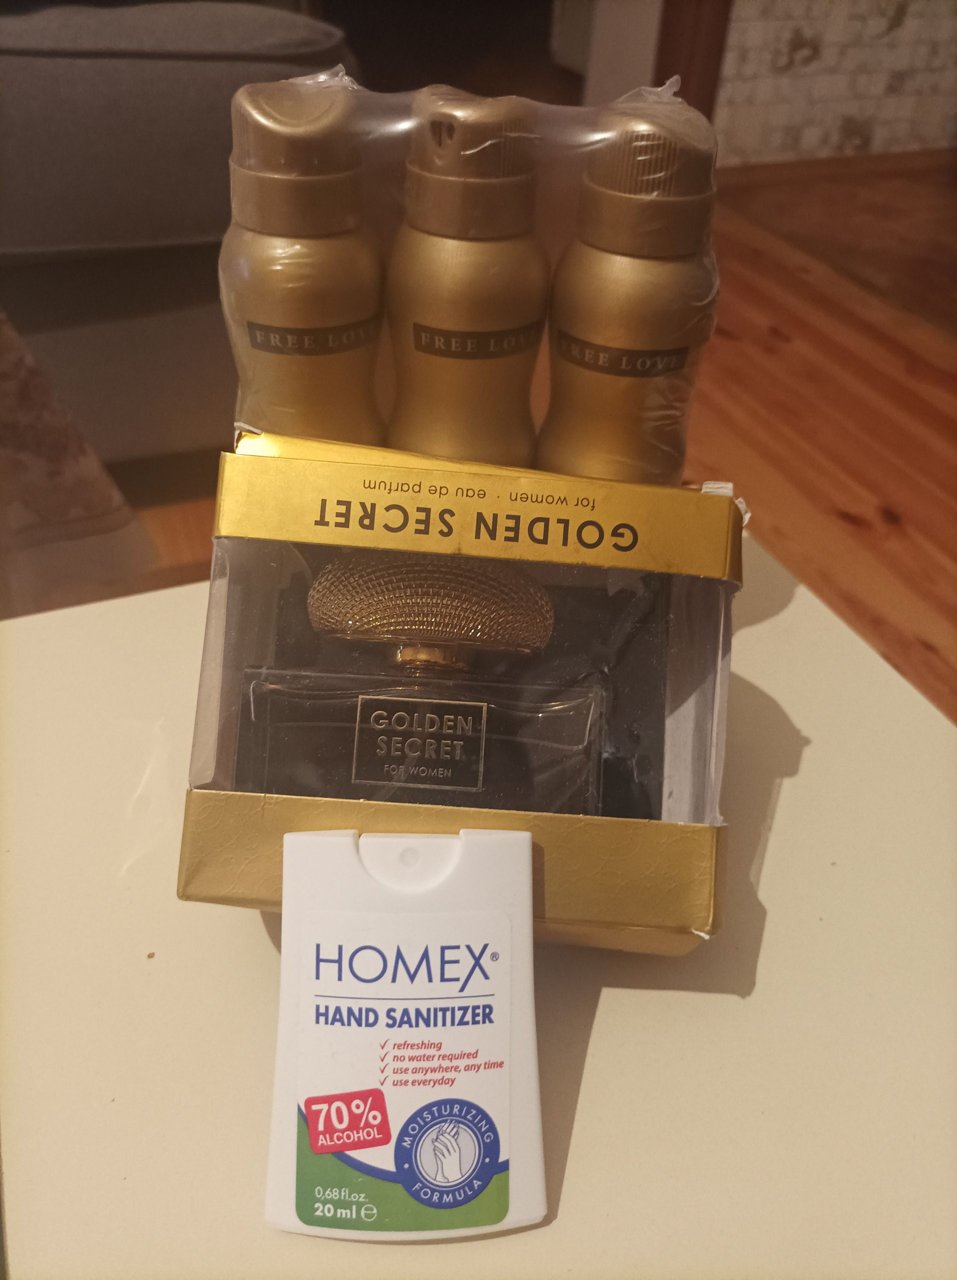 FREE LOV
FREE LOV
FREE LOVE
for women · eau de parfum
GOLDEN SECRET
GOLDEN
SECRET
FOR WOMEN
HOMEX®
HAND SANITIZER
✓ refreshing
✓ no water required
✓ use anywhere, any time
✓ use everyday
70%
ALCOHOL
MOISTURIZING
FORMULA
0,68 fl.oz.
20 ml ℮